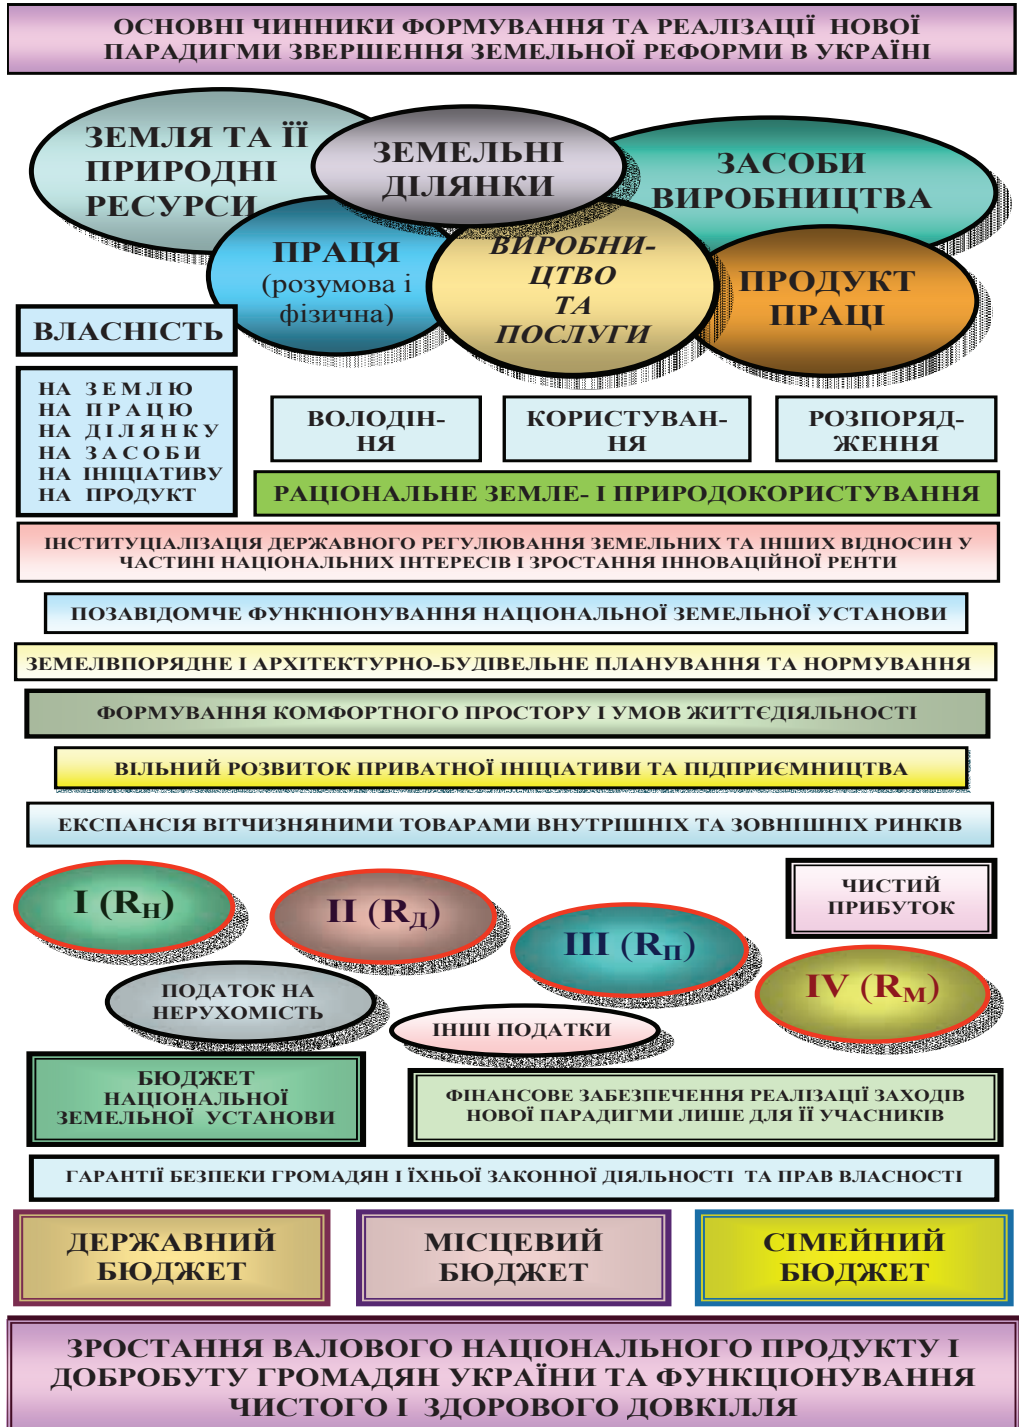 ОСНОВНІ ЧИННИКИ ФОРМУВАННЯ ТА РЕАЛІЗАЦІЇ НОВОЇ
ПАРАДИГМИ ЗВЕРШЕННЯ ЗЕМЕЛЬНОЇ РЕФОРМИ В УКРАЇНІ
ЗЕМЛЯ ТА ЇЇ
ПРИРОДНІ
РЕСУРСИ
ЗЕМЕЛЬНІ
ДІЛЯНКИ
ЗАСОБИ
ВИРОБНИЦТВА
ПРАЦЯ
(розумова і
фізична)
ВИРОБНИ-
ЦТВО
ТА
ПОСЛУГИ
ПРОДУКТ
ПРАЦІ
ВЛАСНІСТЬ
НА ЗЕМЛЮ
НА ПРАЦЮ
НА ДІЛЯНКУ
НА ЗАСОБИ
НА ІНІЦІАТИВУ
НА ПРОДУКТ
ВОЛОДІН-
НЯ
КОРИСТУВАН-
НЯ
РОЗПОРЯД-
ЖЕННЯ
РАЦІОНАЛЬНЕ ЗЕМЛЕ- І ПРИРОДОКОРИСТУВАННЯ
ІНСТИТУЦІАЛІЗАЦІЯ ДЕРЖАВНОГО РЕГУЛЮВАННЯ ЗЕМЕЛЬНИХ ТА ІНШИХ ВІДНОСИН У
ЧАСТИНІ НАЦІОНАЛЬНИХ ІНТЕРЕСІВ І ЗРОСТАННЯ ІННОВАЦІЙНОЇ РЕНТИ
ПОЗАВІДОМЧЕ ФУНКНІОНУВАННЯ НАЦІОНАЛЬНОЇ ЗЕМЕЛЬНОЇ УСТАНОВИ
ЗЕМЕЛВПОРЯДНЕ І АРХІТЕКТУРНО-БУДІВЕЛЬНЕ ПЛАНУВАННЯ ТА НОРМУВАННЯ
ФОРМУВАННЯ КОМФОРТНОГО ПРОСТОРУ І УМОВ ЖИТТЄДІЯЛЬНОСТІ
ВІЛЬНИЙ РОЗВИТОК ПРИВАТНОЇ ІНІЦІАТИВИ ТА ПІДПРИЄМНИЦТВА
ЕКСПАНСІЯ ВІТЧИЗНЯНИМИ ТОВАРАМИ ВНУТРІШНІХ ТА ЗОВНІШНІХ РИНКІВ
I (RН)
II (RД)
III (RП)
ЧИСТИЙ
ПРИБУТОК
IV (RМ)
ПОДАТОК НА
НЕРУХОМІСТЬ
ІНШІ ПОДАТКИ
БЮДЖЕТ
НАЦІОНАЛЬНОЇ
ЗЕМЕЛЬНОЇ УСТАНОВИ
ФІНАНСОВЕ ЗАБЕЗПЕЧЕННЯ РЕАЛІЗАЦІЇ ЗАХОДІВ
НОВОЇ ПАРАДИГМИ ЛИШЕ ДЛЯ ЇЇ УЧАСНИКІВ
ГАРАНТІЇ БЕЗПЕКИ ГРОМАДЯН І ЇХНЬОЇ ЗАКОННОЇ ДІЯЛЬНОСТІ ТА ПРАВ ВЛАСНОСТІ
ДЕРЖАВНИЙ
БЮДЖЕТ
МІСЦЕВИЙ
БЮДЖЕТ
СІМЕЙНИЙ
БЮДЖЕТ
ЗРОСТАННЯ ВАЛОВОГО НАЦІОНАЛЬНОГО ПРОДУКТУ І
ДОБРОБУТУ ГРОМАДЯН УКРАЇНИ ТА ФУНКЦІОНУВАННЯ
ЧИСТОГО І ЗДОРОВОГО ДОВКІЛЛЯ